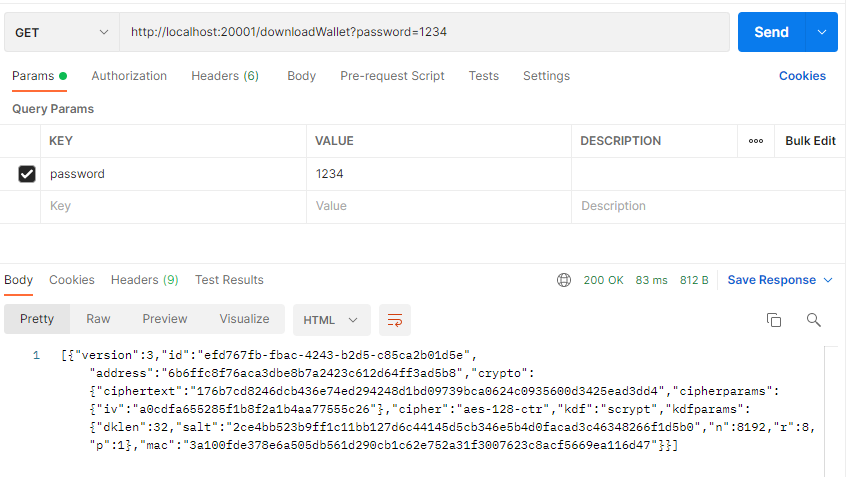 GET http://localhost:20001/downloadWallet?password=1234 Send
Params Authorization Headers (6) Body Pre-request Script Tests Settings Cookies
Query Params
KEY VALUE DESCRIPTION ooo Bulk Edit
password 1234
Key Value Description
Body Cookies Headers (9) Test Results 200 OK 83 ms 812 B Save Response
Pretty Raw Preview Visualize HTML
1 [{"version":3,"id":"efd767fb-fbac-4243-b2d5-c85ca2b01d5e",
"address":"6b6ffc8f76aca3dbe8b7a2423c612d64ff3ad5b8","crypto":
{"ciphertext":"176b7cd8246dcb436e74ed294248d1bd09739bca0624c0935600d3425ead3dd4","cipherparams":
{"iv":"a0cdfa655285f1b8f2a1b4aa77555c26"},"cipher":"aes-128-ctr","kdf":"scrypt","kdfparams":
{"dklen":32,"salt":"2ce4bb523b9ff1c11bb127d6c44145d5cb346e5b4d0facad3c46348266f1d5b0","n":8192,"r":8,
"p":1},"mac":"3a100fde378e6a505db561d290cb1c62e752a31f3007623c8acf5669ea116d47"}}]